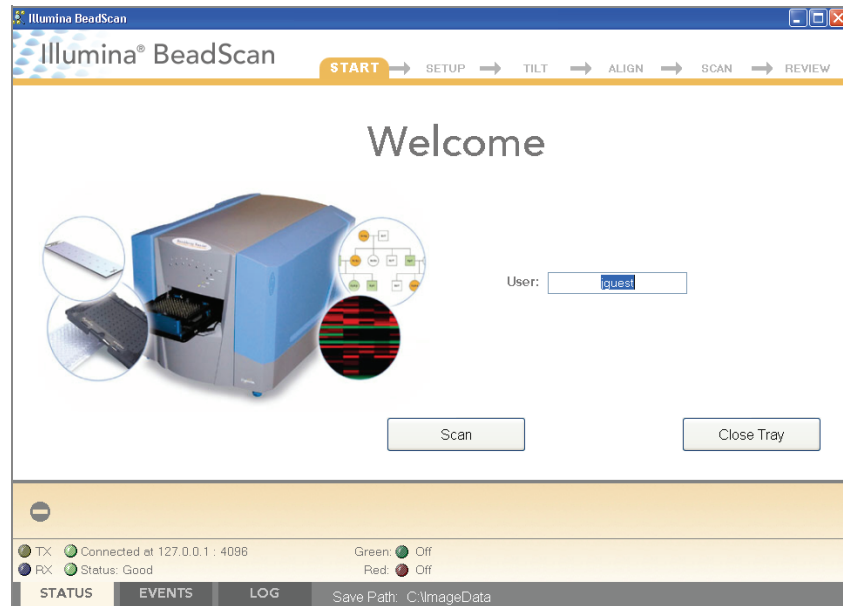 Illumina BeadScan
Illumina® BeadScan
START SETUP TILT ALIGN SCAN REVIEW
Welcome
User: jquest
Scan Close Tray
TX Connected at 127.0.0.1 : 4096 Green: Off
RX Status: Good Red: Off
STATUS EVENTS LOG Save Path: C:\ImageData